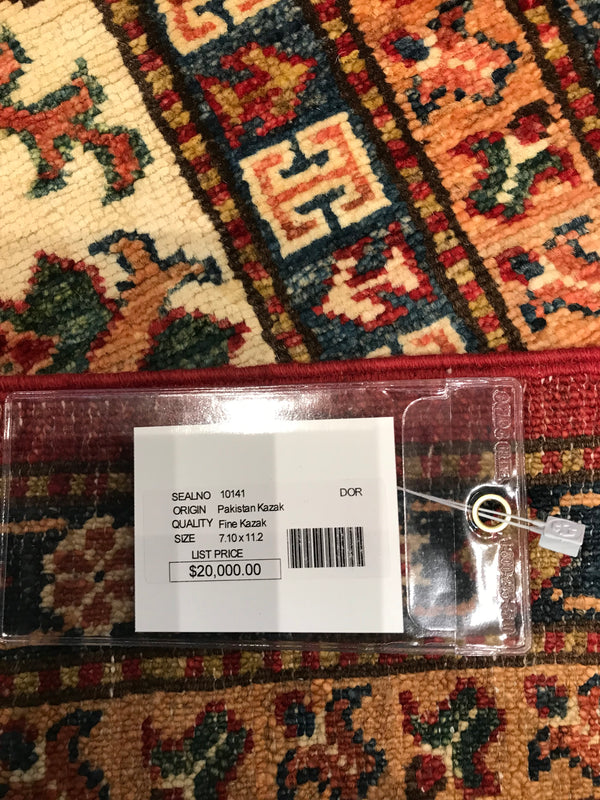 SEALNO 10141 DOR
ORIGIN Pakistan Kazak
QUALITY Fine Kazak
SIZE 7.10 x 11.2
LIST PRICE
$20,000.00